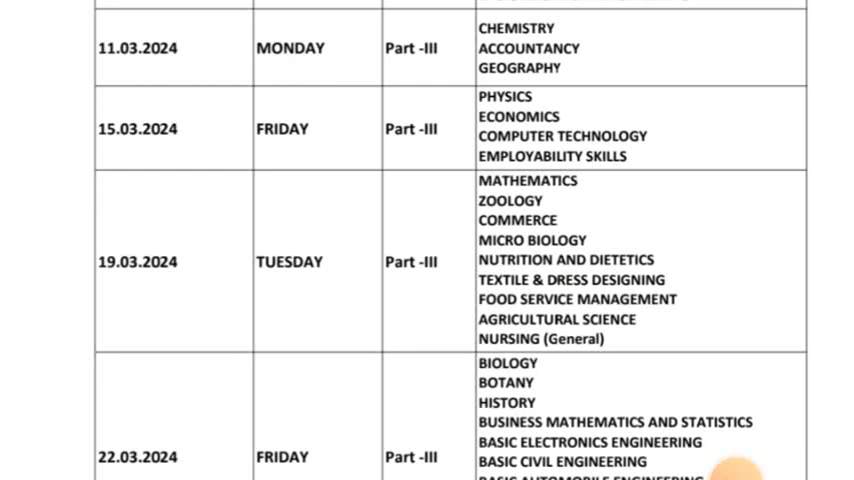 11.03.2024 MONDAY Part -III CHEMISTRY
ACCOUNTANCY
GEOGRAPHY
15.03.2024 FRIDAY Part -III PHYSICS
ECONOMICS
COMPUTER TECHNOLOGY
EMPLOYABILITY SKILLS
19.03.2024 TUESDAY Part -III MATHEMATICS
ZOOLOGY
COMMERCE
MICRO BIOLOGY
NUTRITION AND DIETETICS
TEXTILE & DRESS DESIGNING
FOOD SERVICE MANAGEMENT
AGRICULTURAL SCIENCE
NURSING (General)
22.03.2024 FRIDAY Part -III BIOLOGY
BOTANY
HISTORY
BUSINESS MATHEMATICS AND STATISTICS
BASIC ELECTRONICS ENGINEERING
BASIC CIVIL ENGINEERING
BASIC AUTOMOBILE ENGINEERING